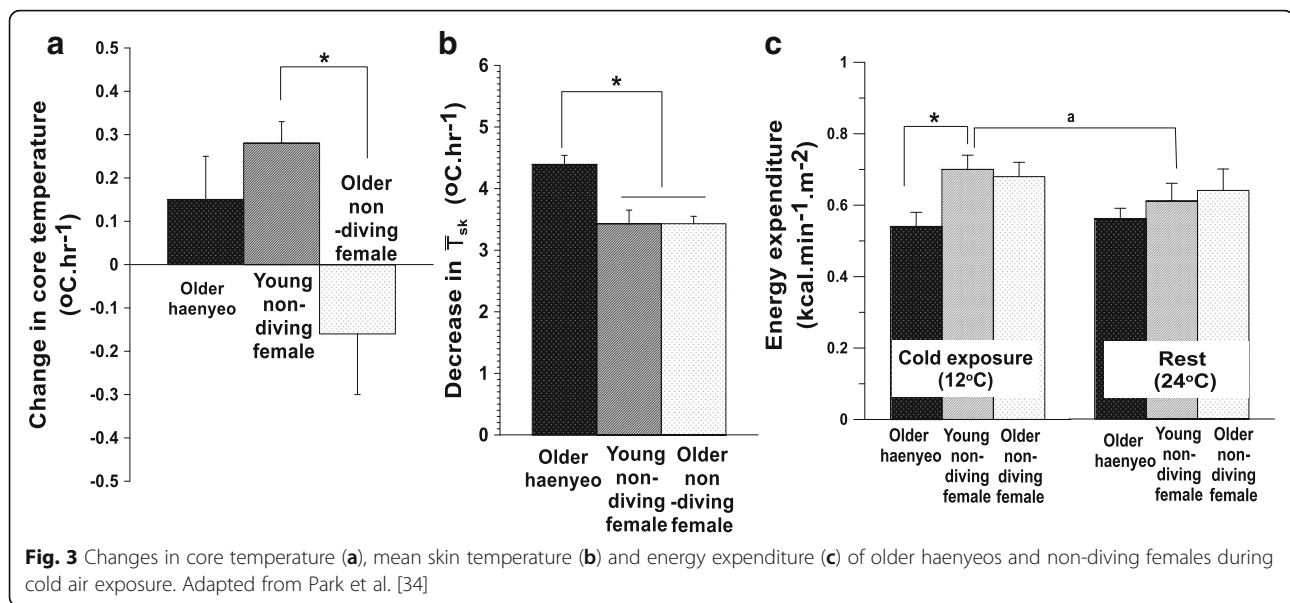 a
Change in core temperature
(ºC.hr-1)
0.5
0.4
0.3
0.2
0.1
0
-0.1
-0.2
-0.3
-0.4
-0.5
*
Older
haenyeo
Young
non-
diving
female
Older
non
-diving
female
b
Decrease in T̅sk (ºC.hr-1)
6
5
4
3
2
1
0
*
Older
haenyeo
Young
non-
diving
female
Older
non
-diving
female
c
Energy expenditure
(kcal.min-1.m-2)
1
0.8
0.6
0.4
0.2
0
*
a
Cold exposure
(12ºC)
Rest
(24ºC)
Older
haenyeo
Young
non-
diving
female
Older
non-
diving
female
Older
haenyeo
Young
non-
diving
female
Older
non-
diving
female
Fig. 3 Changes in core temperature (a), mean skin temperature (b) and energy expenditure (c) of older haenyeos and non-diving females during
cold air exposure. Adapted from Park et al. [34]